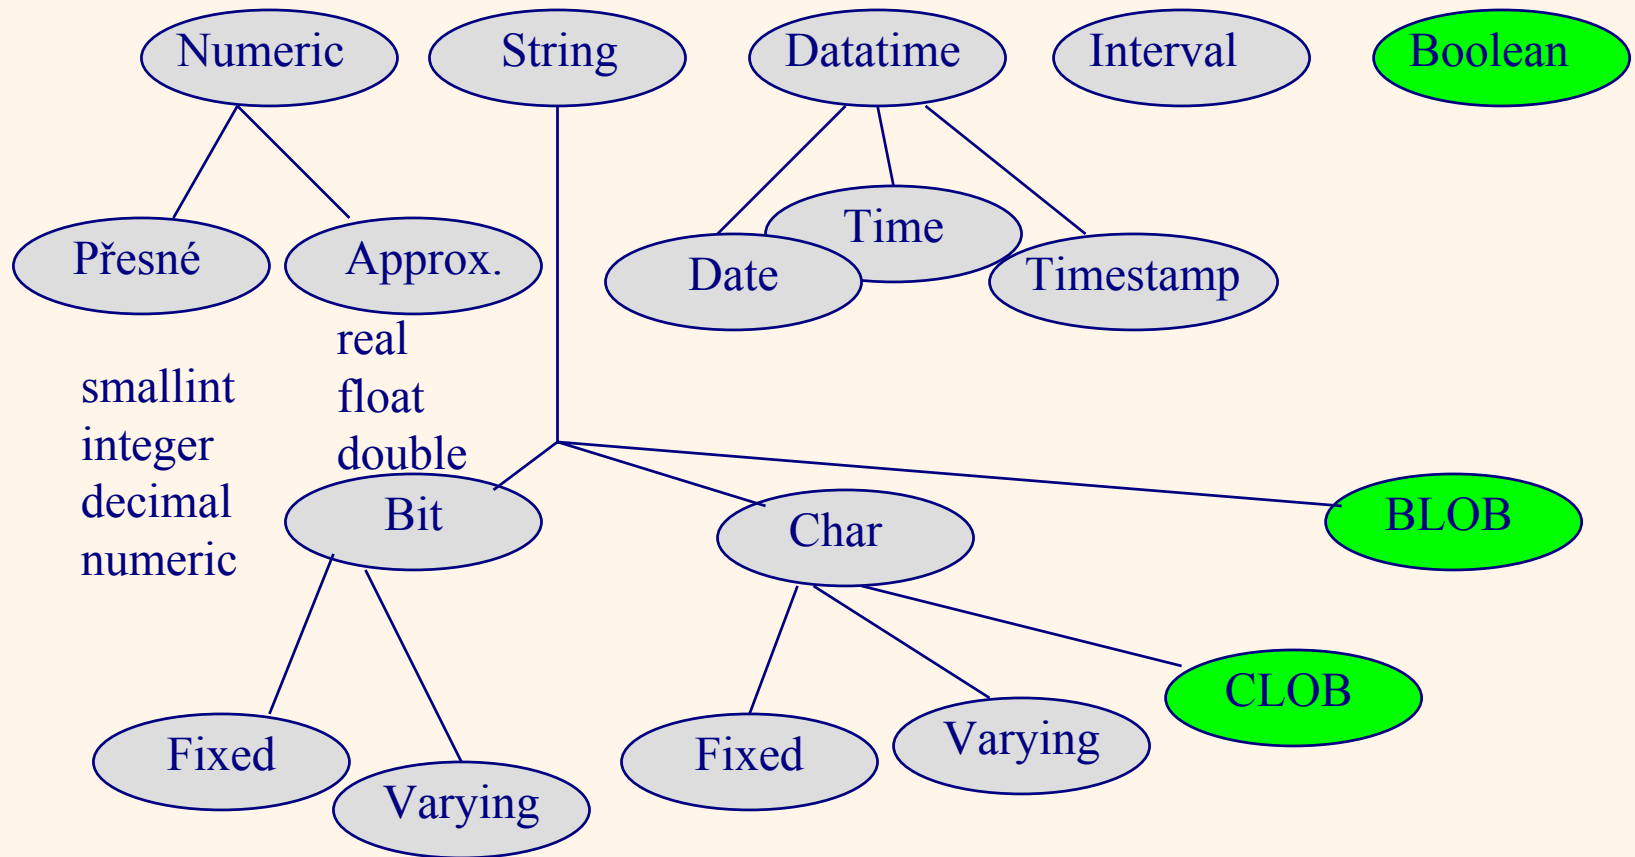 Numeric
String
Datatime
Interval
Boolean
Přesné
Approx.
Time
Date
Timestamp
smallint
integer
decimal
numeric
real
float
double
Bit
Char
BLOB
Fixed
Varying
Fixed
Varying
CLOB